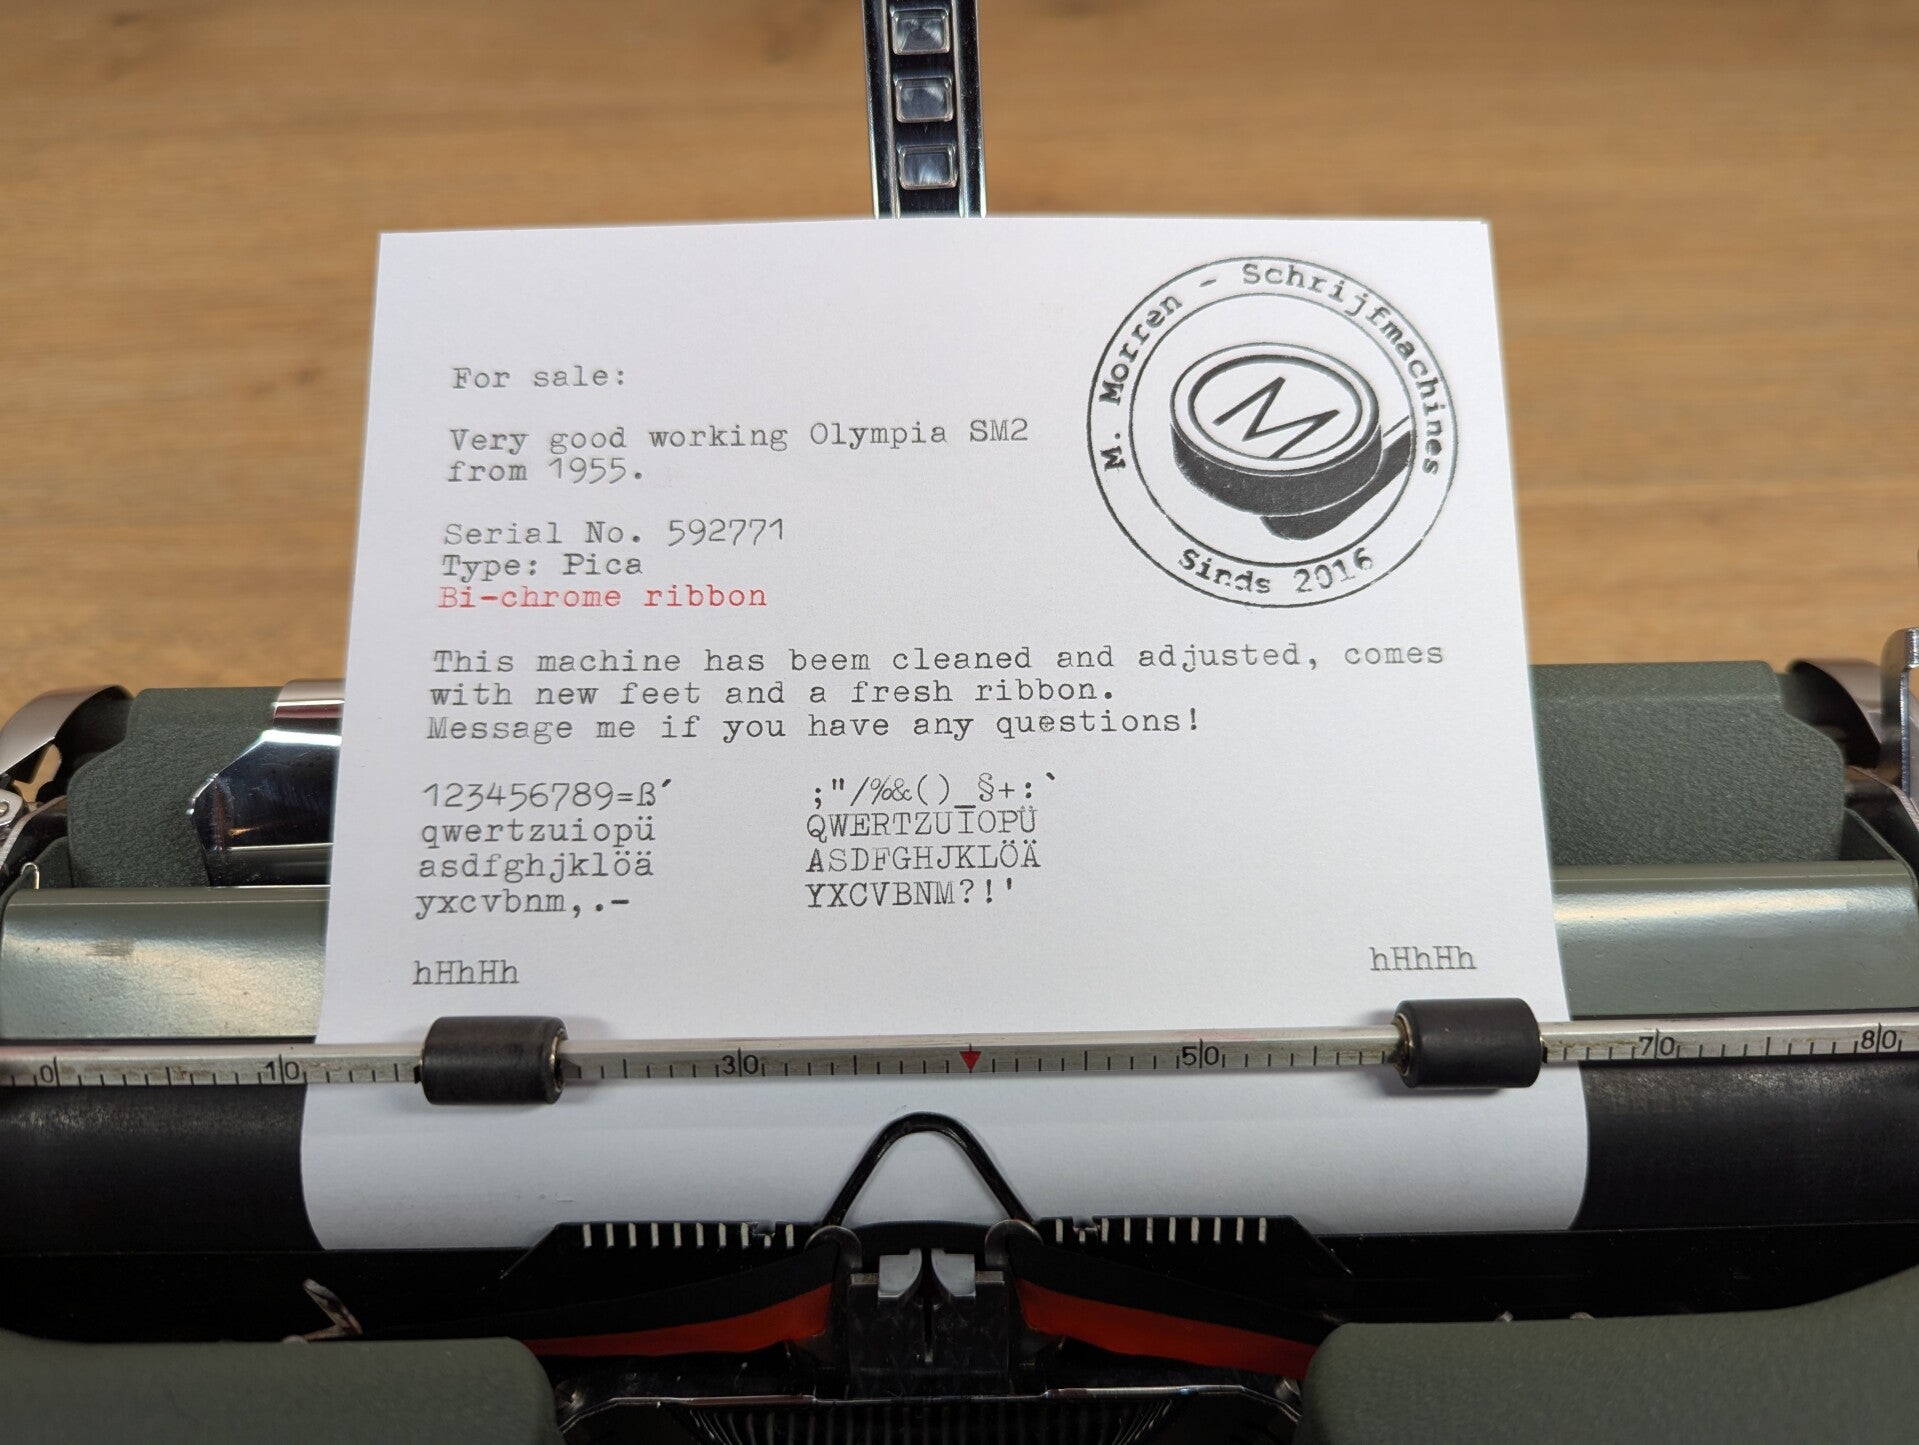 M. Morren - Schrijfmachines
M
Sinds 2016
For sale:
Very good working Olympia SM2
from 1955.
Serial No. 592771
Type: Pica
Bi-chrome ribbon
This machine has beem cleaned and adjusted, comes
with new feet and a fresh ribbon.
Message me if you have any questions!
123456789=ß´ ;"/%&()_§+:`
qwertzuiopü QWERTZUIOPÜ
asdfghjklöä ASDFGHJKLÖÄ
yxcvbnm,.- YXCVBNM?!'
hHhHh hHhHh
0 10 30 50 70 80